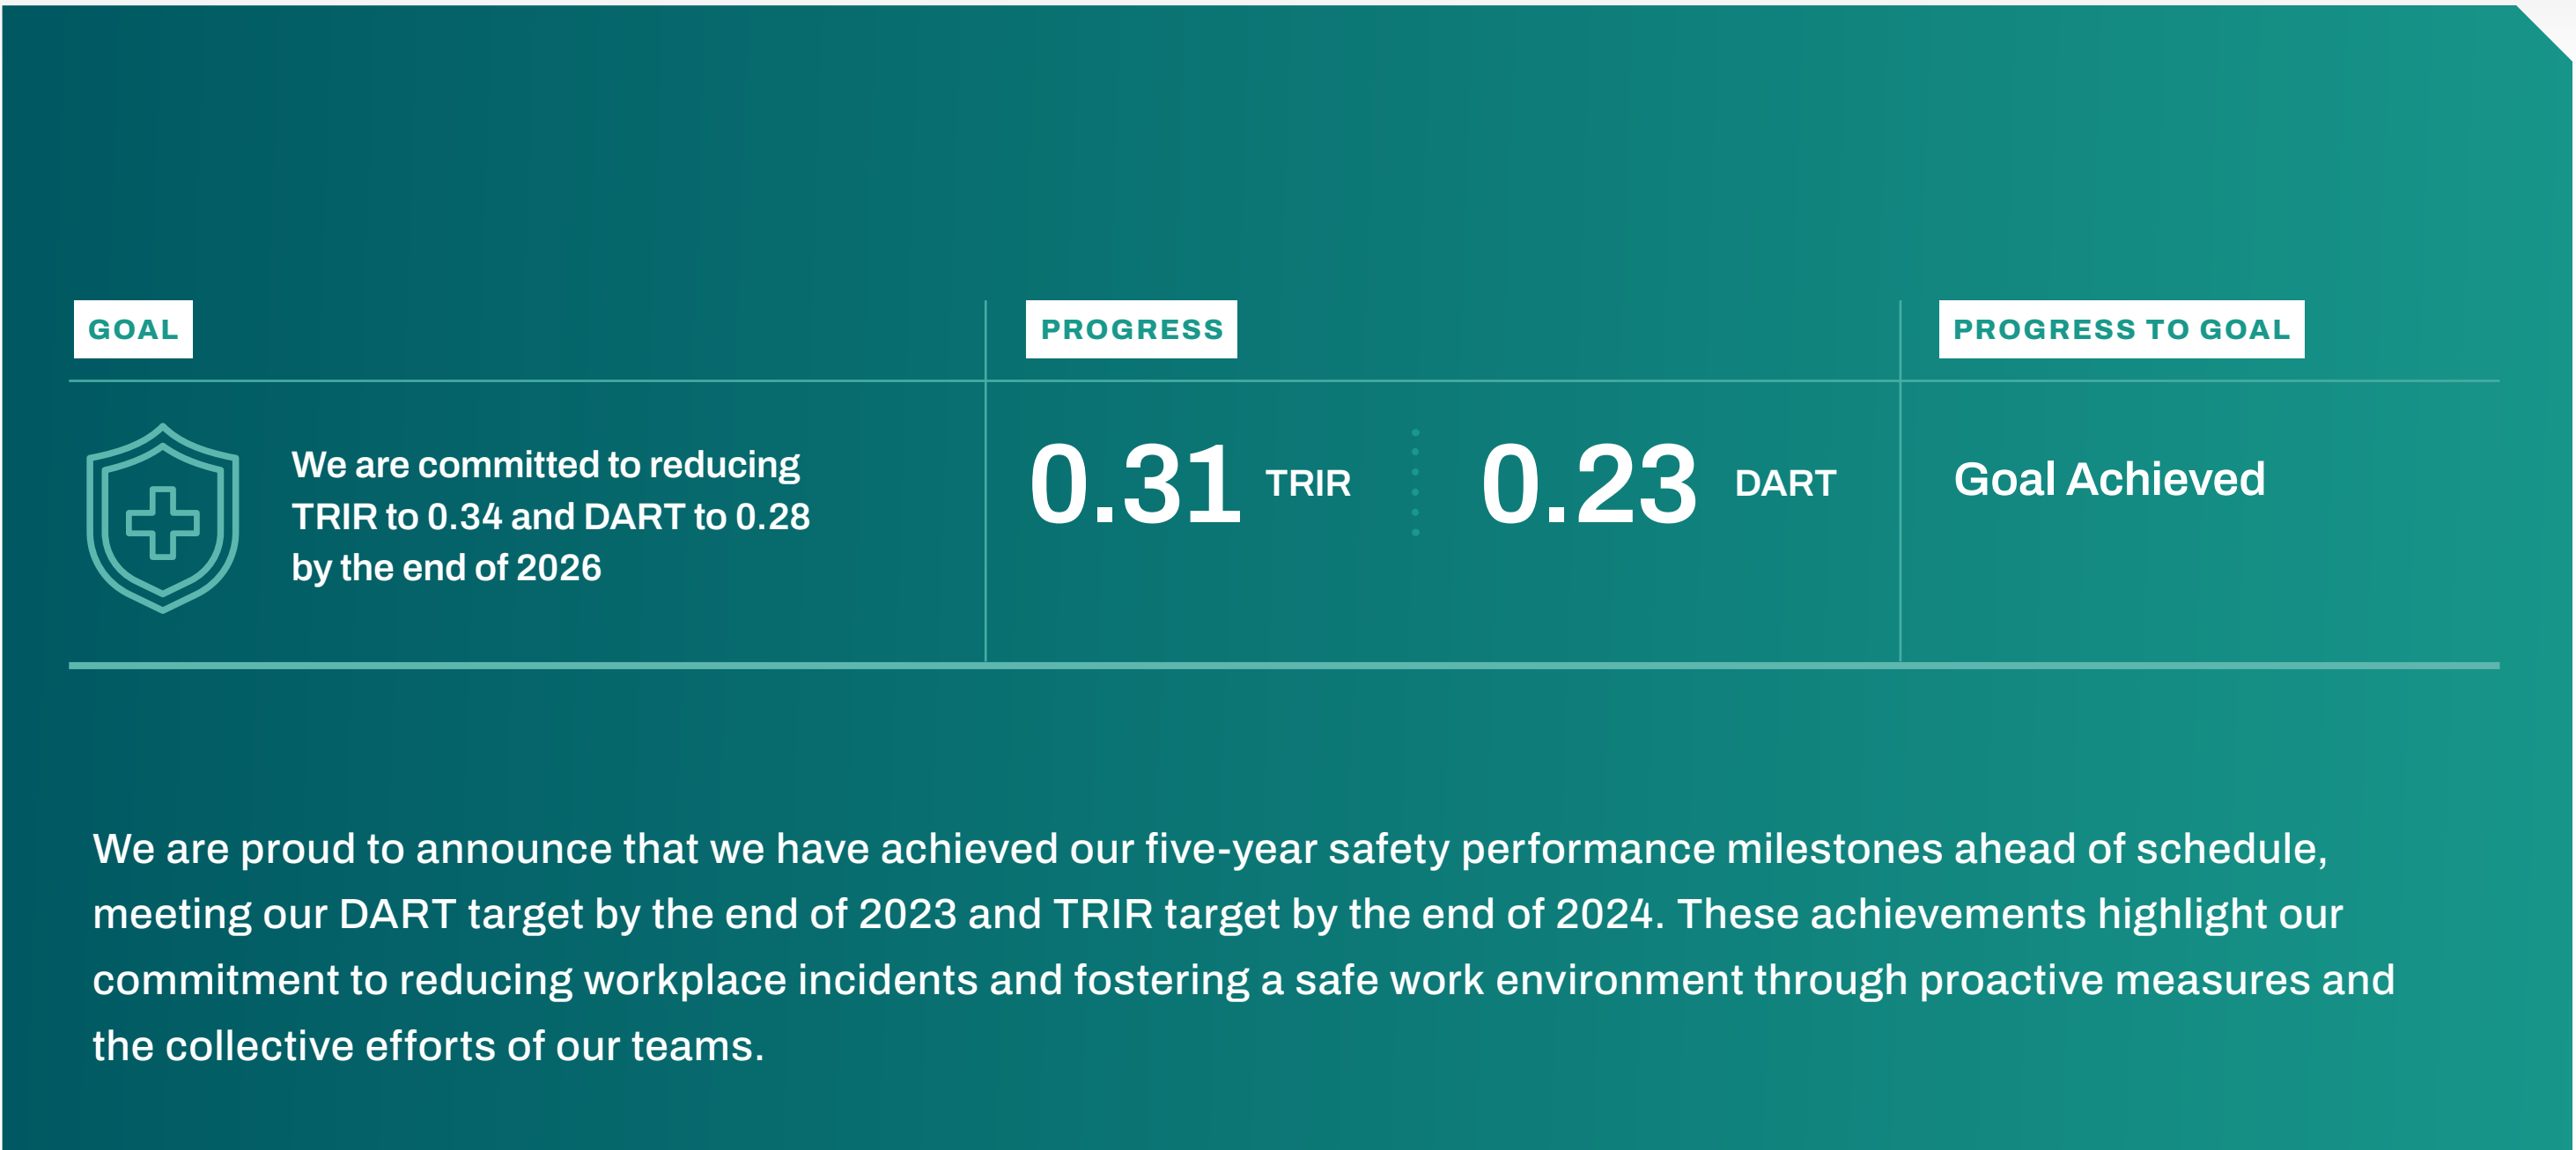 GOAL
PROGRESS
PROGRESS TO GOAL
We are committed to reducing
TRIR to 0.34 and DART to 0.28
by the end of 2026
0.31 TRIR
0.23 DART
Goal Achieved
We are proud to announce that we have achieved our five-year safety performance milestones ahead of schedule,
meeting our DART target by the end of 2023 and TRIR target by the end of 2024. These achievements highlight our
commitment to reducing workplace incidents and fostering a safe work environment through proactive measures and
the collective efforts of our teams.